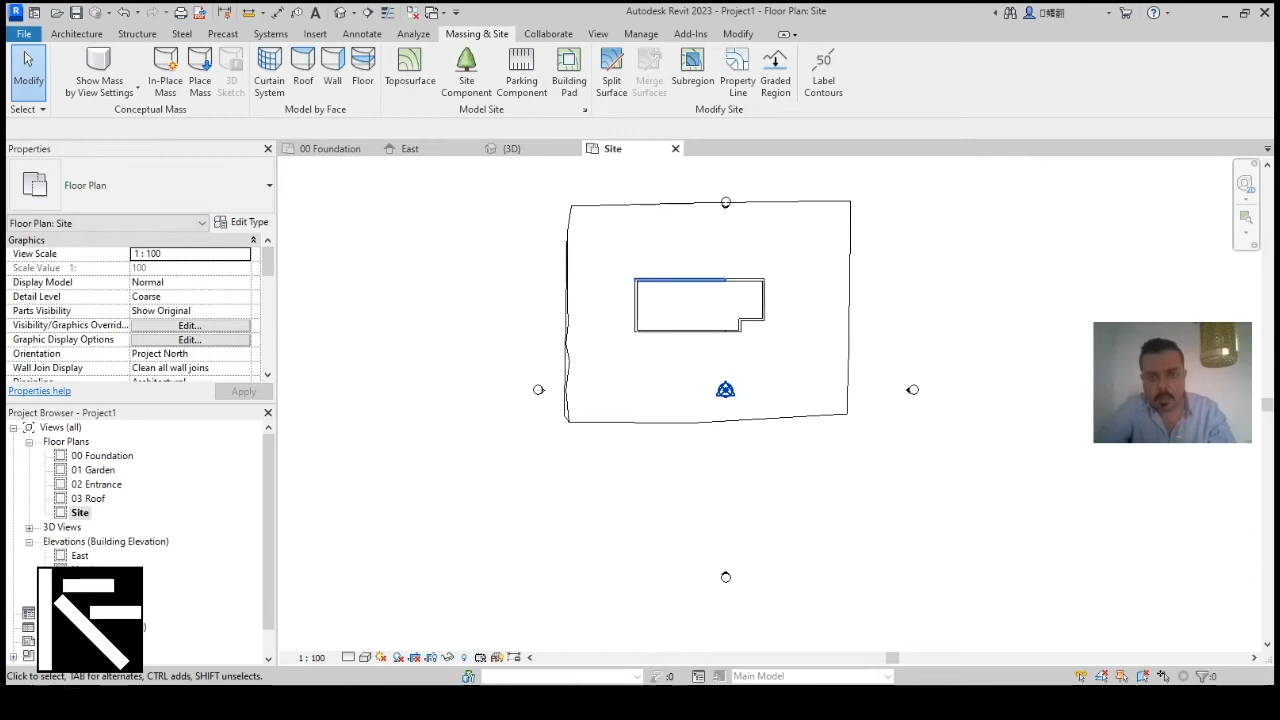 Autodesk Revit 2023 - Floor Plan: Site
File Architecture Structure Steel Precast Systems Insert Annotate Analyze Massing & Site Collaborate View Manage Add-Ins Modify
Modify
Show Mass
by View Settings
In-Place
Mass
Place
Mass
3D
Sketch
Curtain
System
Roof
Wall
Floor
Toposurface
Site
Component
Parking
Component
Building
Pad
Split
Surface
Merge
Surfaces
Subregion
Property
Line
Graded
Region
50
Label
Contours
Select Conceptual Mass Model by Face Model Site Modify Site
Properties
00 Foundation East {3D} Site
Floor Plan
2D
Floor Plan: Site Edit Type
Graphics
View Scale 1 : 100
Scale Value 1: 100
Display Model Normal
Detail Level Coarse
Parts Visibility Show Original
Visibility/Graphics Overrid... Edit...
Graphic Display Options Edit...
Orientation Project North
Wall Join Display Clean all wall joins
Properties help Apply
Project Browser - Project1
Views (all)
Floor Plans
00 Foundation
01 Garden
02 Entrance
03 Roof
Site
3D Views
Elevations (Building Elevation)
East
1 : 100
Click to select, TAB for alternates, CTRL adds, SHIFT unselects. :0 Main Model :0